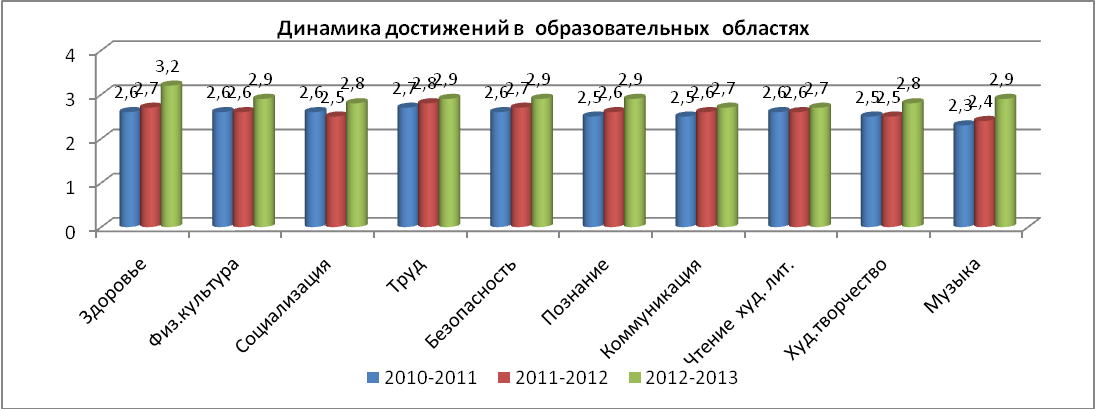 Динамика достижений в образовательных областях
4
3
2
1
0
2,6 2,7 3,2
2,6 2,6 2,9
2,6 2,5 2,8
2,7 2,8 2,9
2,6 2,7 2,9
2,5 2,6 2,9
2,5 2,6 2,7
2,6 2,6 2,7
2,5 2,5 2,8
2,3 2,4 2,9
Здоровье
Физ.культура
Социализация
Труд
Безопасность
Познание
Коммуникация
Чтение худ. лит.
Худ.творчество
Музыка
2010-2011 2011-2012 2012-2013